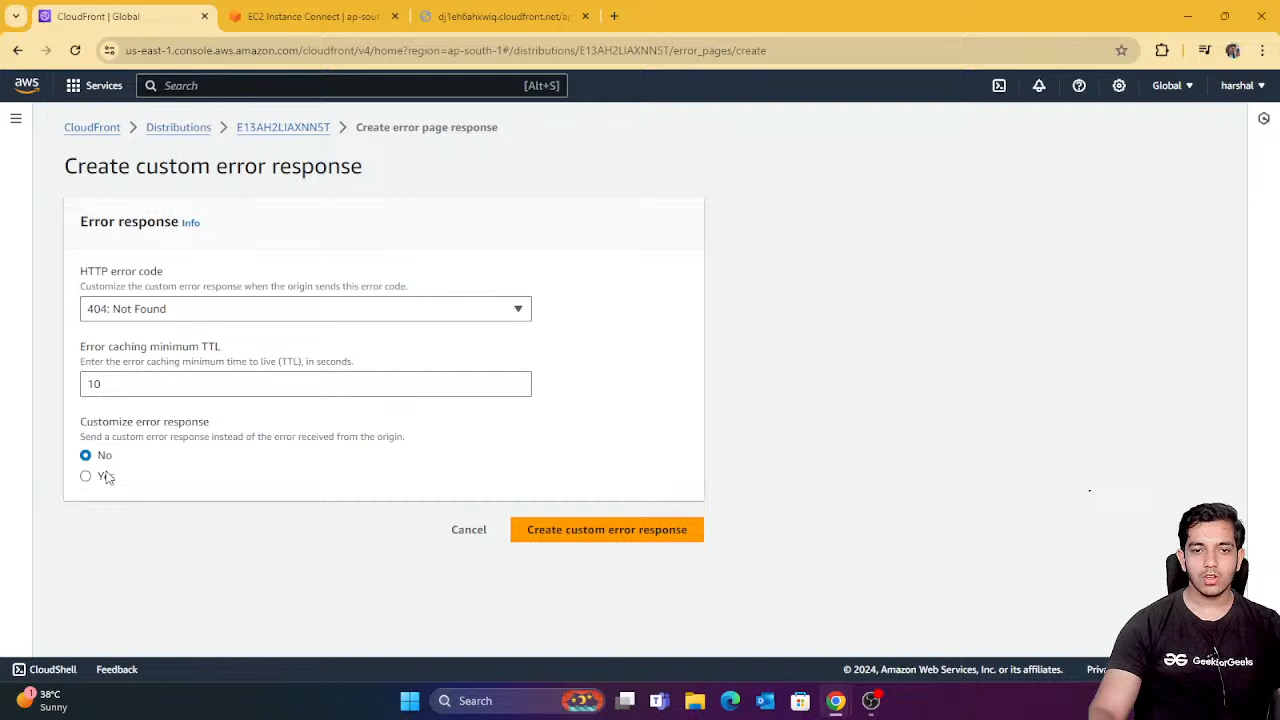 CloudFront | Global
EC2 Instance Connect | ap-sout
dj1eh6ahxwiq.cloudfront.net/a
us-east-1.console.aws.amazon.com/cloudfront/v4/home?region=ap-south-1#/distributions/E13AH2LIAXNN5T/error_pages/create
aws
Services
Search
[Alt+S]
Global
harshal
CloudFront
Distributions
E13AH2LIAXNN5T
Create error page response
Create custom error response
Error response Info
HTTP error code
Customize the custom error response when the origin sends this error code.
404: Not Found
Error caching minimum TTL
Enter the error caching minimum time to live (TTL), in seconds.
10
Customize error response
Send a custom error response instead of the error received from the origin.
No
Yes
Cancel
Create custom error response
GeeksforGeeks
CloudShell
Feedback
© 2024, Amazon Web Services, Inc. or its affiliates.
Priv
1
38°C
Sunny
Search